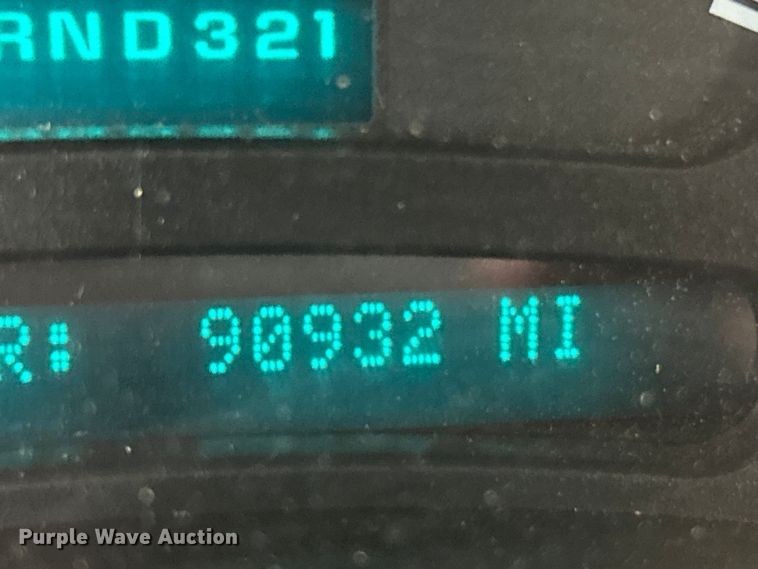 RND321
R: 90932 MI
Purple Wave Auction